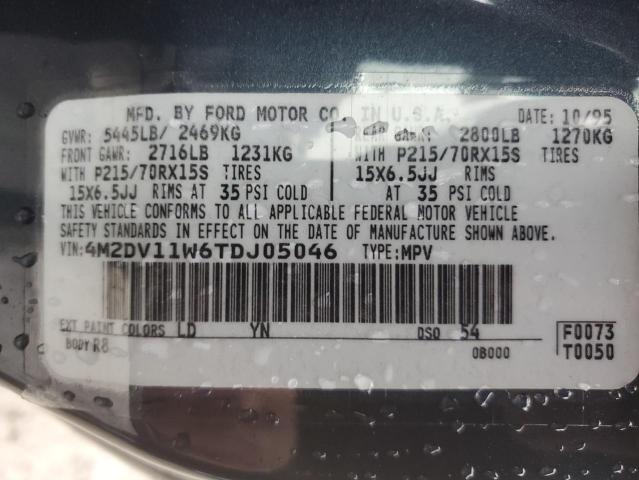 MFD. BY FORD MOTOR CO. IN U.S.A. DATE: 10/95
GVWR: 5445LB/ 2469KG REAR GAWR: 2800LB 1270KG
FRONT GAWR: 2716LB 1231KG WITH P215/70RX15S TIRES
WITH P215/70RX15S TIRES 15X6.5JJ RIMS
15X6.5JJ RIMS AT 35 PSI COLD AT 35 PSI COLD
THIS VEHICLE CONFORMS TO ALL APPLICABLE FEDERAL MOTOR VEHICLE
SAFETY STANDARDS IN EFFECT ON THE DATE OF MANUFACTURE SHOWN ABOVE.
VIN: 4M2DV11W6TDJ05046 TYPE: MPV
EXT PAINT COLORS LD YN DSO 54 F0073
BODY R8 0B000 T0050